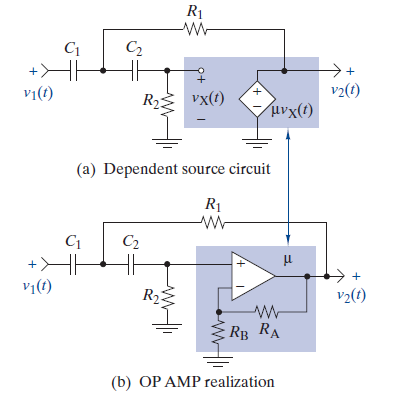 R1
C1 C2
+ +
v1(t) R2 + vX(t) − + − μvX(t) v2(t)
(a) Dependent source circuit
R1
C1 C2 μ
+ + +
v1(t) R2 − v2(t)
RB RA
(b) OP AMP realization